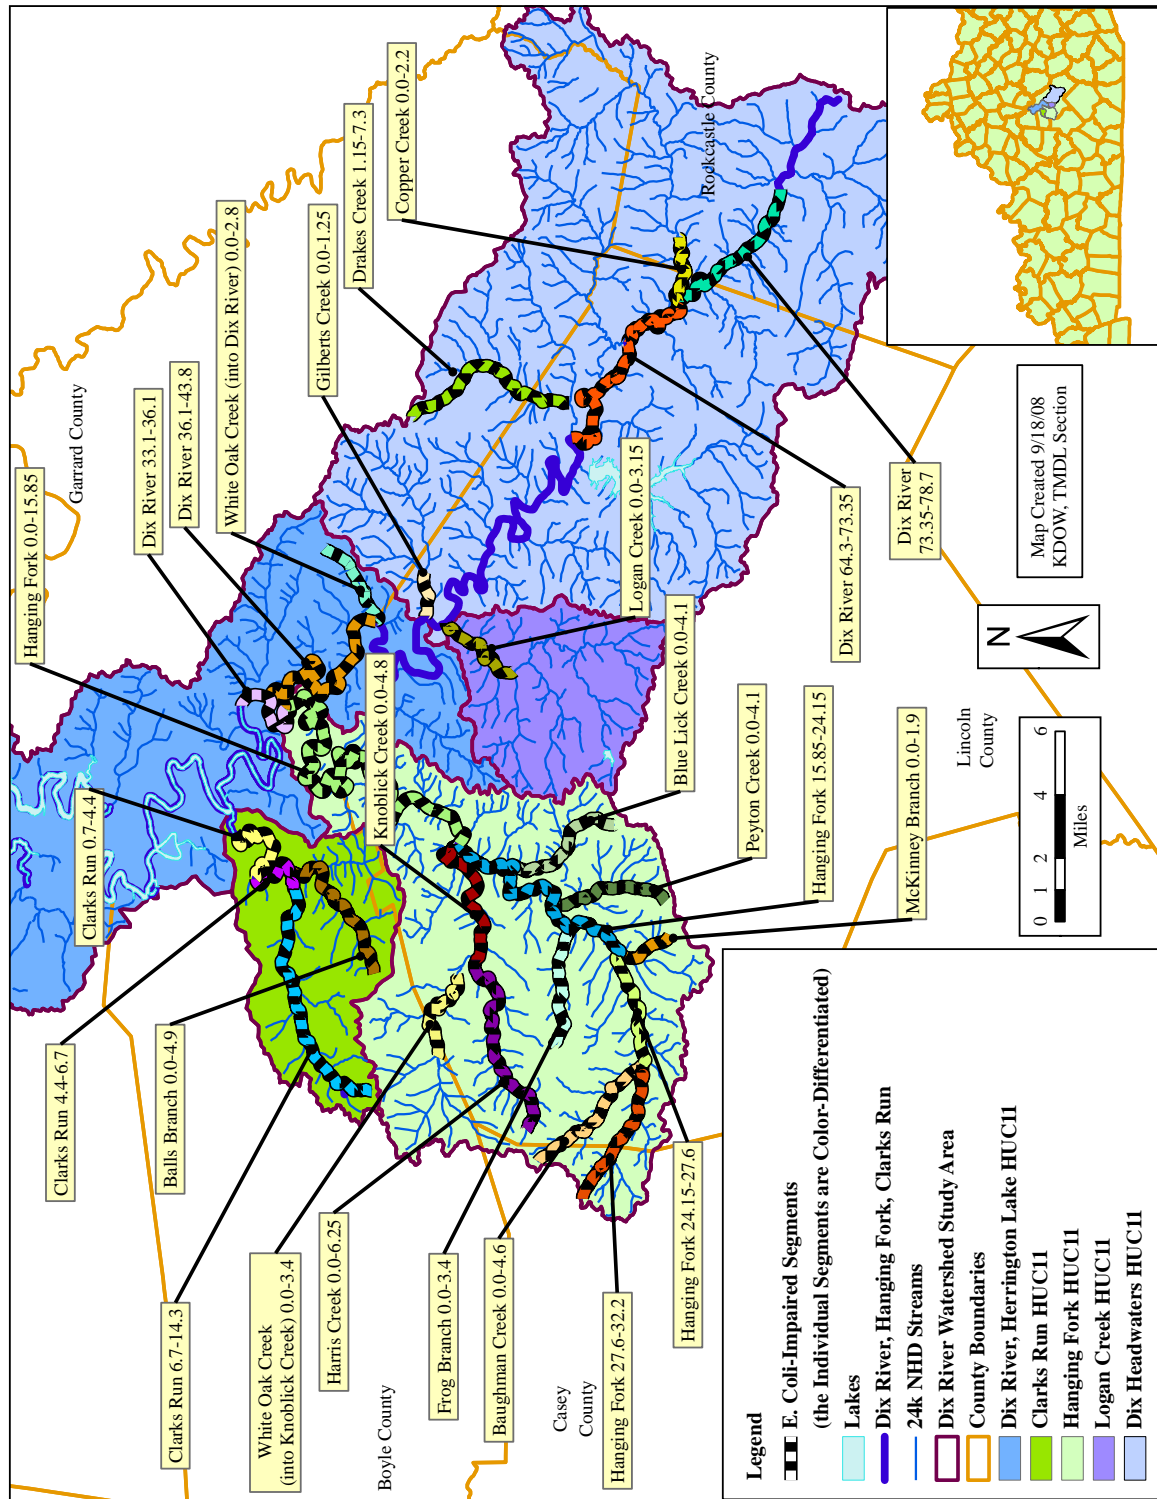 Clarks Run 6.7-14.3
Clarks Run 4.4-6.7
Balls Branch 0.0-4.9
Clarks Run 0.7-4.4
Hanging Fork 0.0-15.85
Garrard County
Dix River 33.1-36.1
Dix River 36.1-43.8
White Oak Creek (into Dix River) 0.0-2.8
Gilberts Creek 0.0-1.25
Drakes Creek 1.15-7.3
Copper Creek 0.0-2.2
White Oak Creek
(into Knoblick Creek) 0.0-3.4
Harris Creek 0.0-6.25
Boyle County
Knoblick Creek 0.0-4.8
Frog Branch 0.0-3.4
Baughman Creek 0.0-4.6
Casey
County
Hanging Fork 27.6-32.2
Hanging Fork 24.15-27.6
Logan Creek 0.0-3.15
Blue Lick Creek 0.0-4.1
Rockcastle County
Peyton Creek 0.0-4.1
Hanging Fork 15.85-24.15
Dix River 64.3-73.35
McKinney Branch 0.0-1.9
Dix River
73.35-78.7
Lincoln
County
N
Map Created 9/18/08
KDOW, TMDL Section
0 1 2 4 6
Miles
Legend
E. Coli-Impaired Segments
(the Individual Segments are Color-Differentiated)
Lakes
Dix River, Hanging Fork, Clarks Run
24k NHD Streams
Dix River Watershed Study Area
County Boundaries
Dix River, Herrington Lake HUC11
Clarks Run HUC11
Hanging Fork HUC11
Logan Creek HUC11
Dix Headwaters HUC11